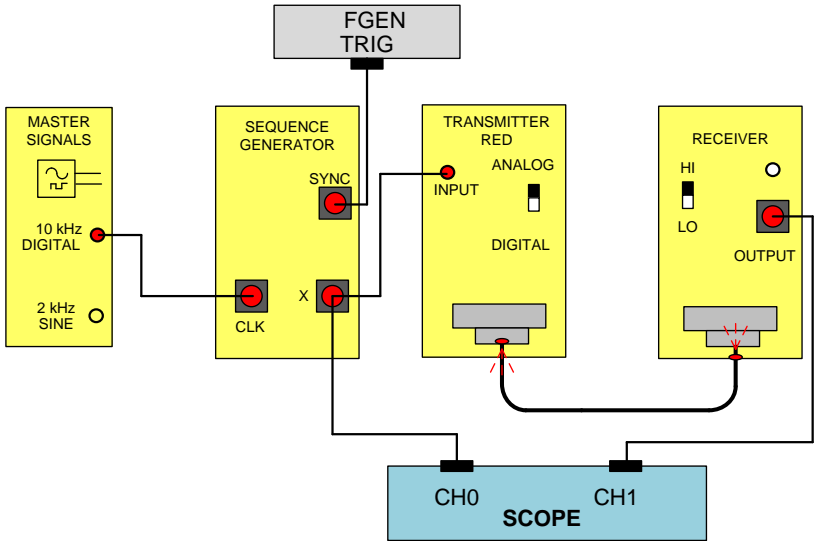 FGEN
TRIG
MASTER
SIGNALS
10 kHz
DIGITAL
2 kHz
SINE
SEQUENCE
GENERATOR
SYNC
CLK
X
TRANSMITTER
RED
INPUT
ANALOG
DIGITAL
RECEIVER
HI
LO
OUTPUT
CH0
CH1
SCOPE